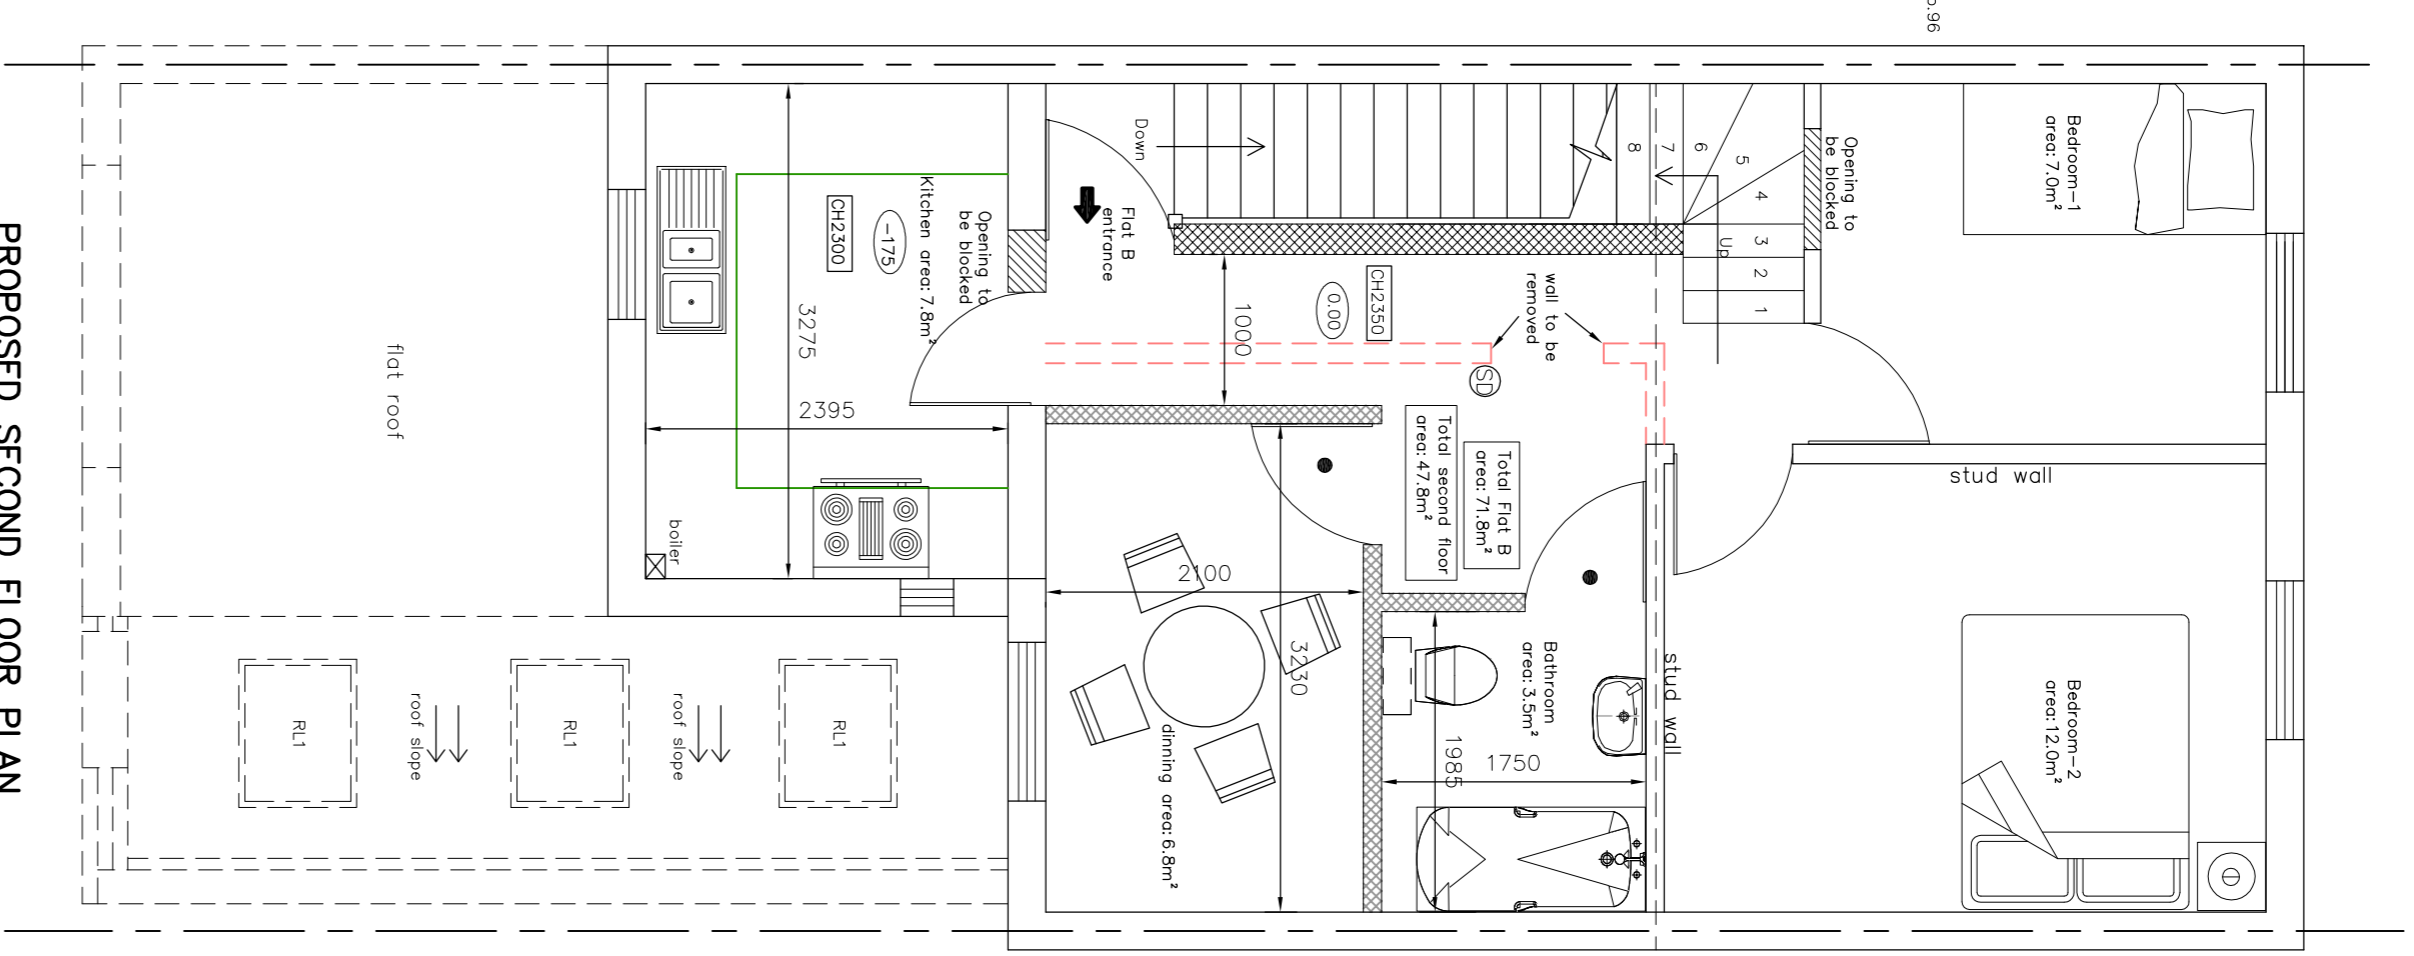 PROPOSED SECOND FLOOR PLAN
flat roof
RL1
roof slope
RL1
roof slope
RL1
boiler
3275
2395
CH2300
-175
Kitchen area: 7.8m²
Opening to
be blocked
Down
Flat B
entrance
1000
0.00
CH2350
SD
wall to be
removed
8
7
6
5
4
3
2
1
Up
Opening to
be blocked
Bedroom-1
area: 7.0m²
stud wall
Total second floor
area: 47.8m²
Total Flat B
area: 71.8m²
2100
3230
dinning area:6.8m²
Bathroom
area: 3.5m²
1985
1750
stud wall
Bedroom-2
area:12.0m²